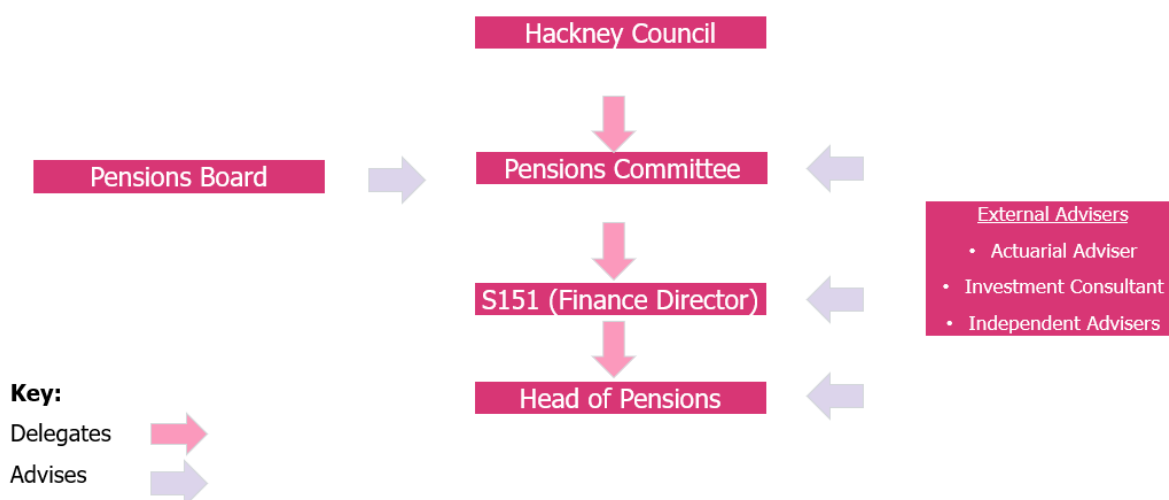 Hackney Council
Pensions Board
Pensions Committee
External Advisers
• Actuarial Adviser
• Investment Consultant
• Independent Advisers
S151 (Finance Director)
Head of Pensions
Key:
Delegates
Advises